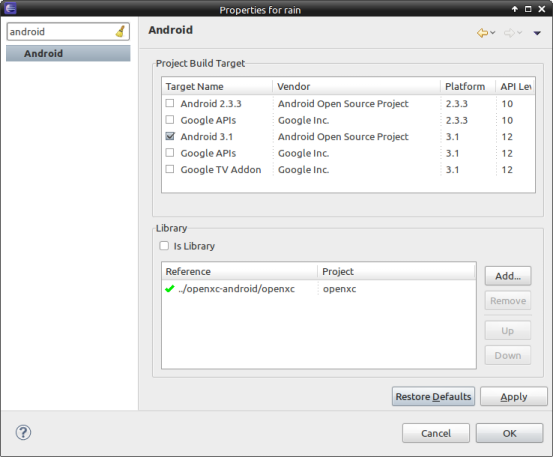 Properties for rain
android
Android
Android
Project Build Target
Target Name Vendor Platform API Lev
Android 2.3.3 Android Open Source Project 2.3.3 10
Google APIs Google Inc. 2.3.3 10
Android 3.1 Android Open Source Project 3.1 12
Google APIs Google Inc. 3.1 12
Google TV Addon Google Inc. 3.1 12
Library
Is Library
Reference Project
../openxc-android/openxc openxc
Add...
Remove
Up
Down
Restore Defaults Apply
Cancel OK